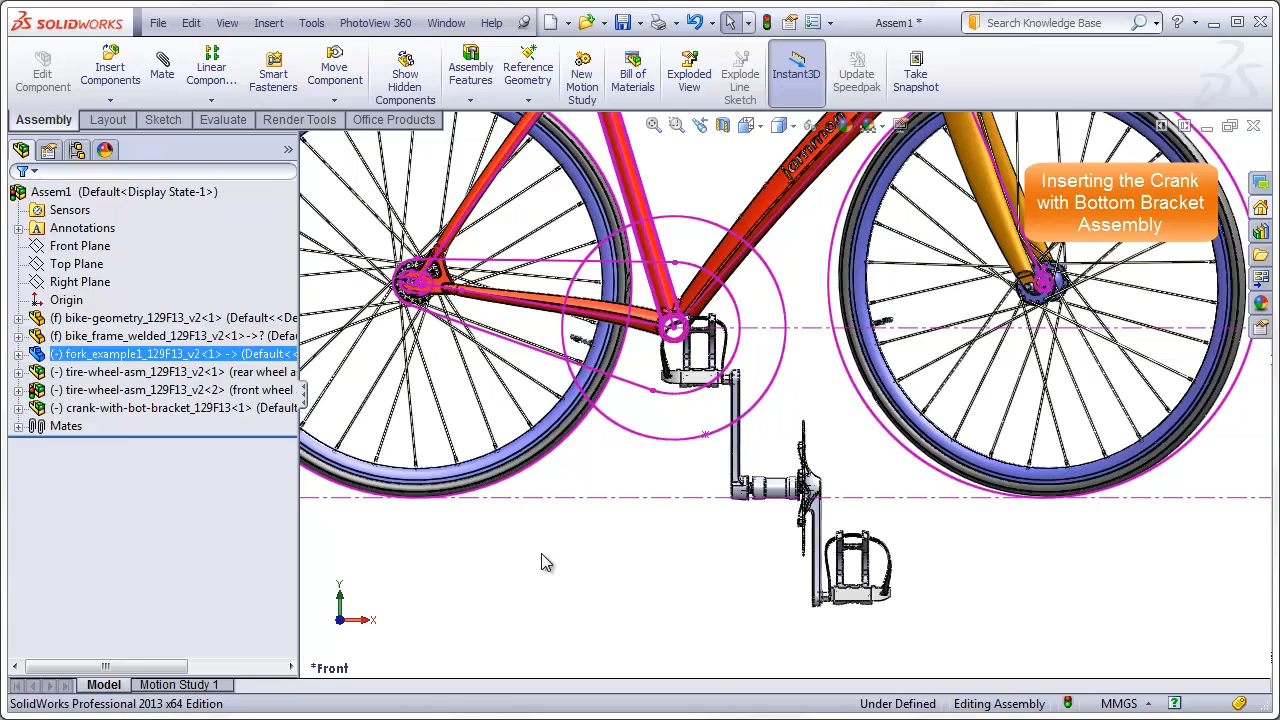 SOLIDWORKS File Edit View Insert Tools PhotoView 360 Window Help Assem1 * Search Knowledge Base ?
Edit Component
Insert Components
Mate
Linear Compon...
Smart Fasteners
Move Component
Show Hidden Components
Assembly Features
Reference Geometry
New Motion Study
Bill of Materials
Exploded View
Explode Line Sketch
Instant3D
Update Speedpak
Take Snapshot
Assembly Layout Sketch Evaluate Render Tools Office Products
Assem1 (Default<Display State-1>)
Sensors
Annotations
Front Plane
Top Plane
Right Plane
Origin
(f) bike-geometry_129F13_v2<1> (Default<<De
(f) bike_frame_welded_129F13_v2<1>->? (Defau
(-) fork_example1_129F13_v2<1> -> (Default<<
(-) tire-wheel-asm_129F13_v2<1> (rear wheel a
(-) tire-wheel-asm_129F13_v2<2> (front wheel
(-) crank-with-bot-bracket_129F13<1> (Default
Mates
Inserting the Crank
with Bottom Bracket
Assembly
Y
X
*Front
Model Motion Study 1
SolidWorks Professional 2013 x64 Edition Under Defined Editing Assembly MMGS ?